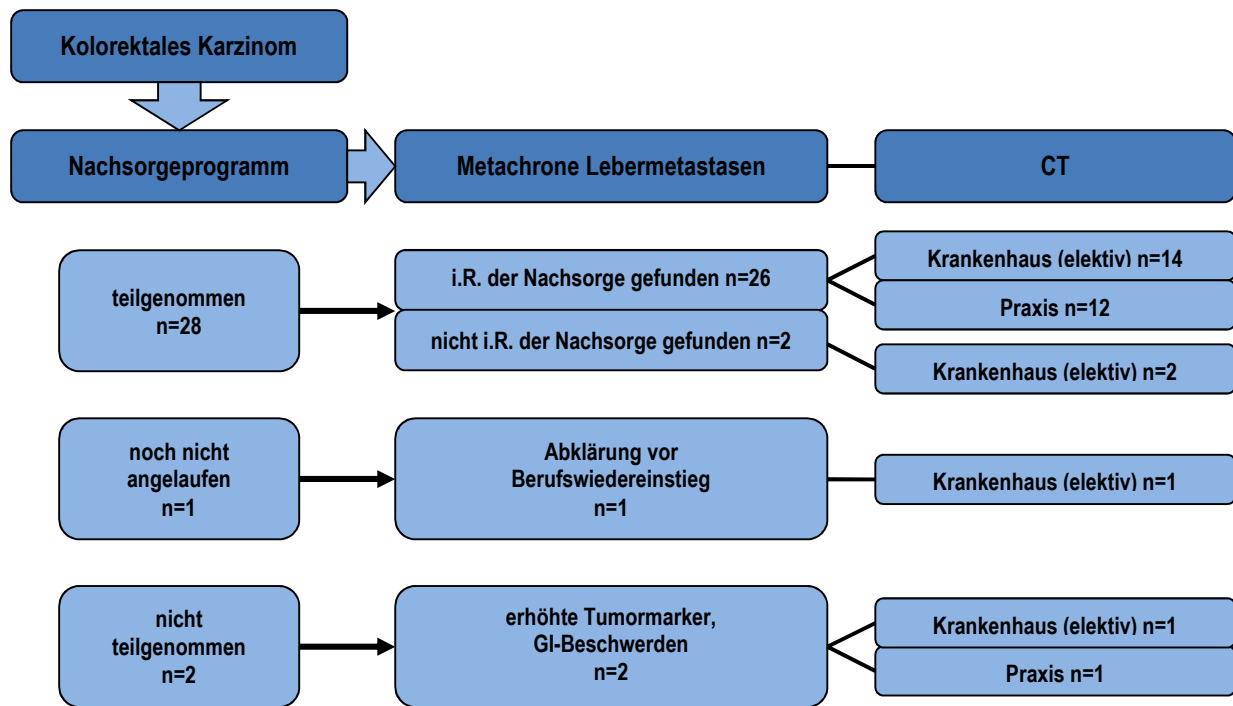 Kolorektales Karzinom
Nachsorgeprogramm
Metachrone Lebermetastasen
CT
teilgenommen
n=28
i.R. der Nachsorge gefunden n=26
nicht i.R. der Nachsorge gefunden n=2
Krankenhaus (elektiv) n=14
Praxis n=12
Krankenhaus (elektiv) n=2
noch nicht
angelaufen
n=1
Abklärung vor
Berufswiedereinstieg
n=1
Krankenhaus (elektiv) n=1
nicht
teilgenommen
n=2
erhöhte Tumormarker,
GI-Beschwerden
n=2
Krankenhaus (elektiv) n=1
Praxis n=1